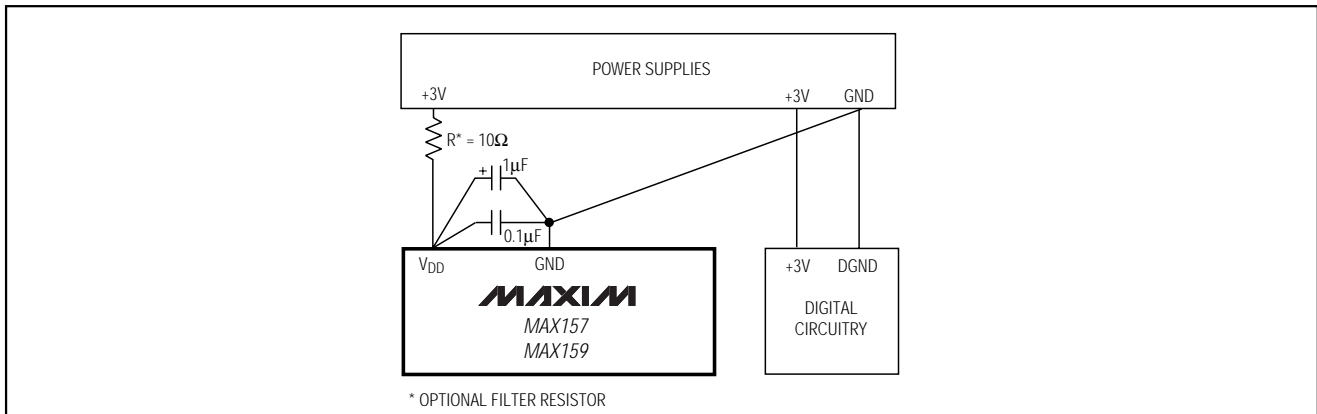 POWER SUPPLIES
+3V
+3V
GND
R* = 10Ω
+
1μF
0.1μF
VDD
GND
MAXIM
MAX157
MAX159
+3V
DGND
DIGITAL
CIRCUITRY
* OPTIONAL FILTER RESISTOR